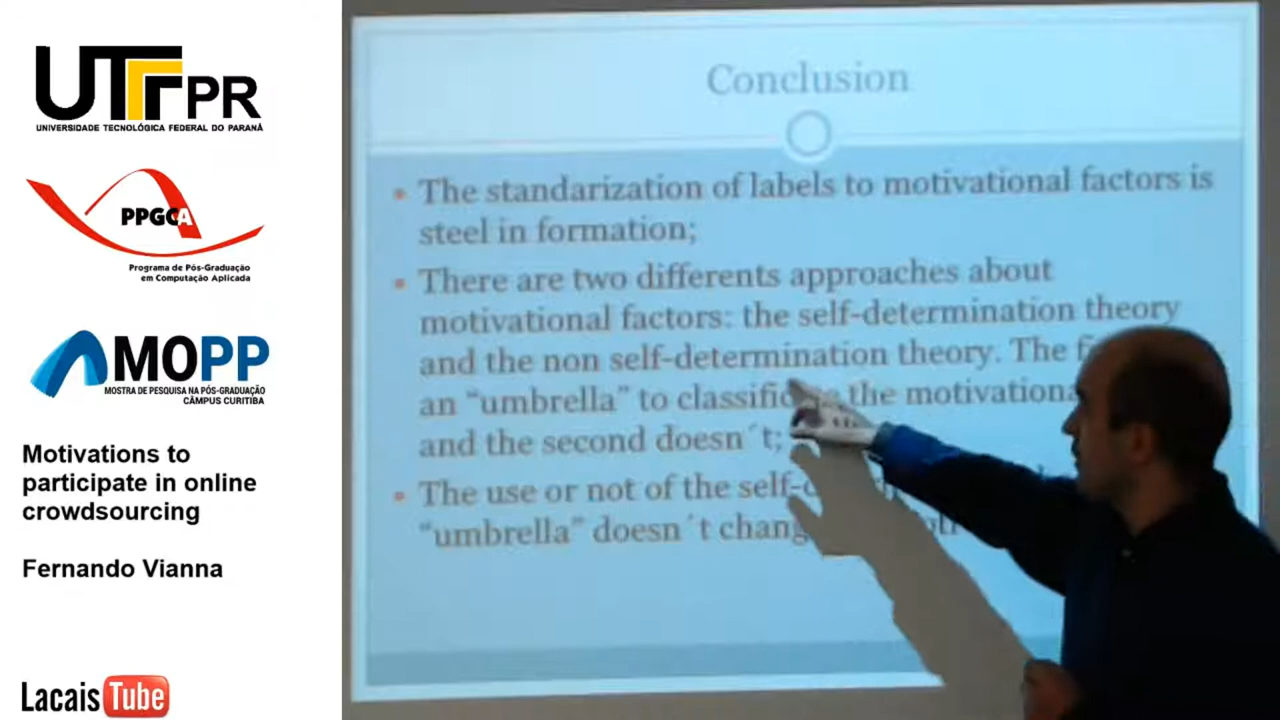 UTFPR
UNIVERSIDADE TECNOLÓGICA FEDERAL DO PARANÁ
PPGCA
Programa de Pós-Graduação
em Computação Aplicada
MOPP
MOSTRA DE PESQUISA NA PÓS-GRADUAÇÃO
CÂMPUS CURITIBA
Motivations to
participate in online
crowdsourcing
Fernando Vianna
LacaisTube
Conclusion
The standarization of labels to motivational factors is
steel in formation;
There are two differents approaches about
motivational factors: the self-determination theory
and the non self-determination theory. The
an “umbrella” to the motivational
and the second doesn´t;
The use or not of the
“umbrella” doesn´t